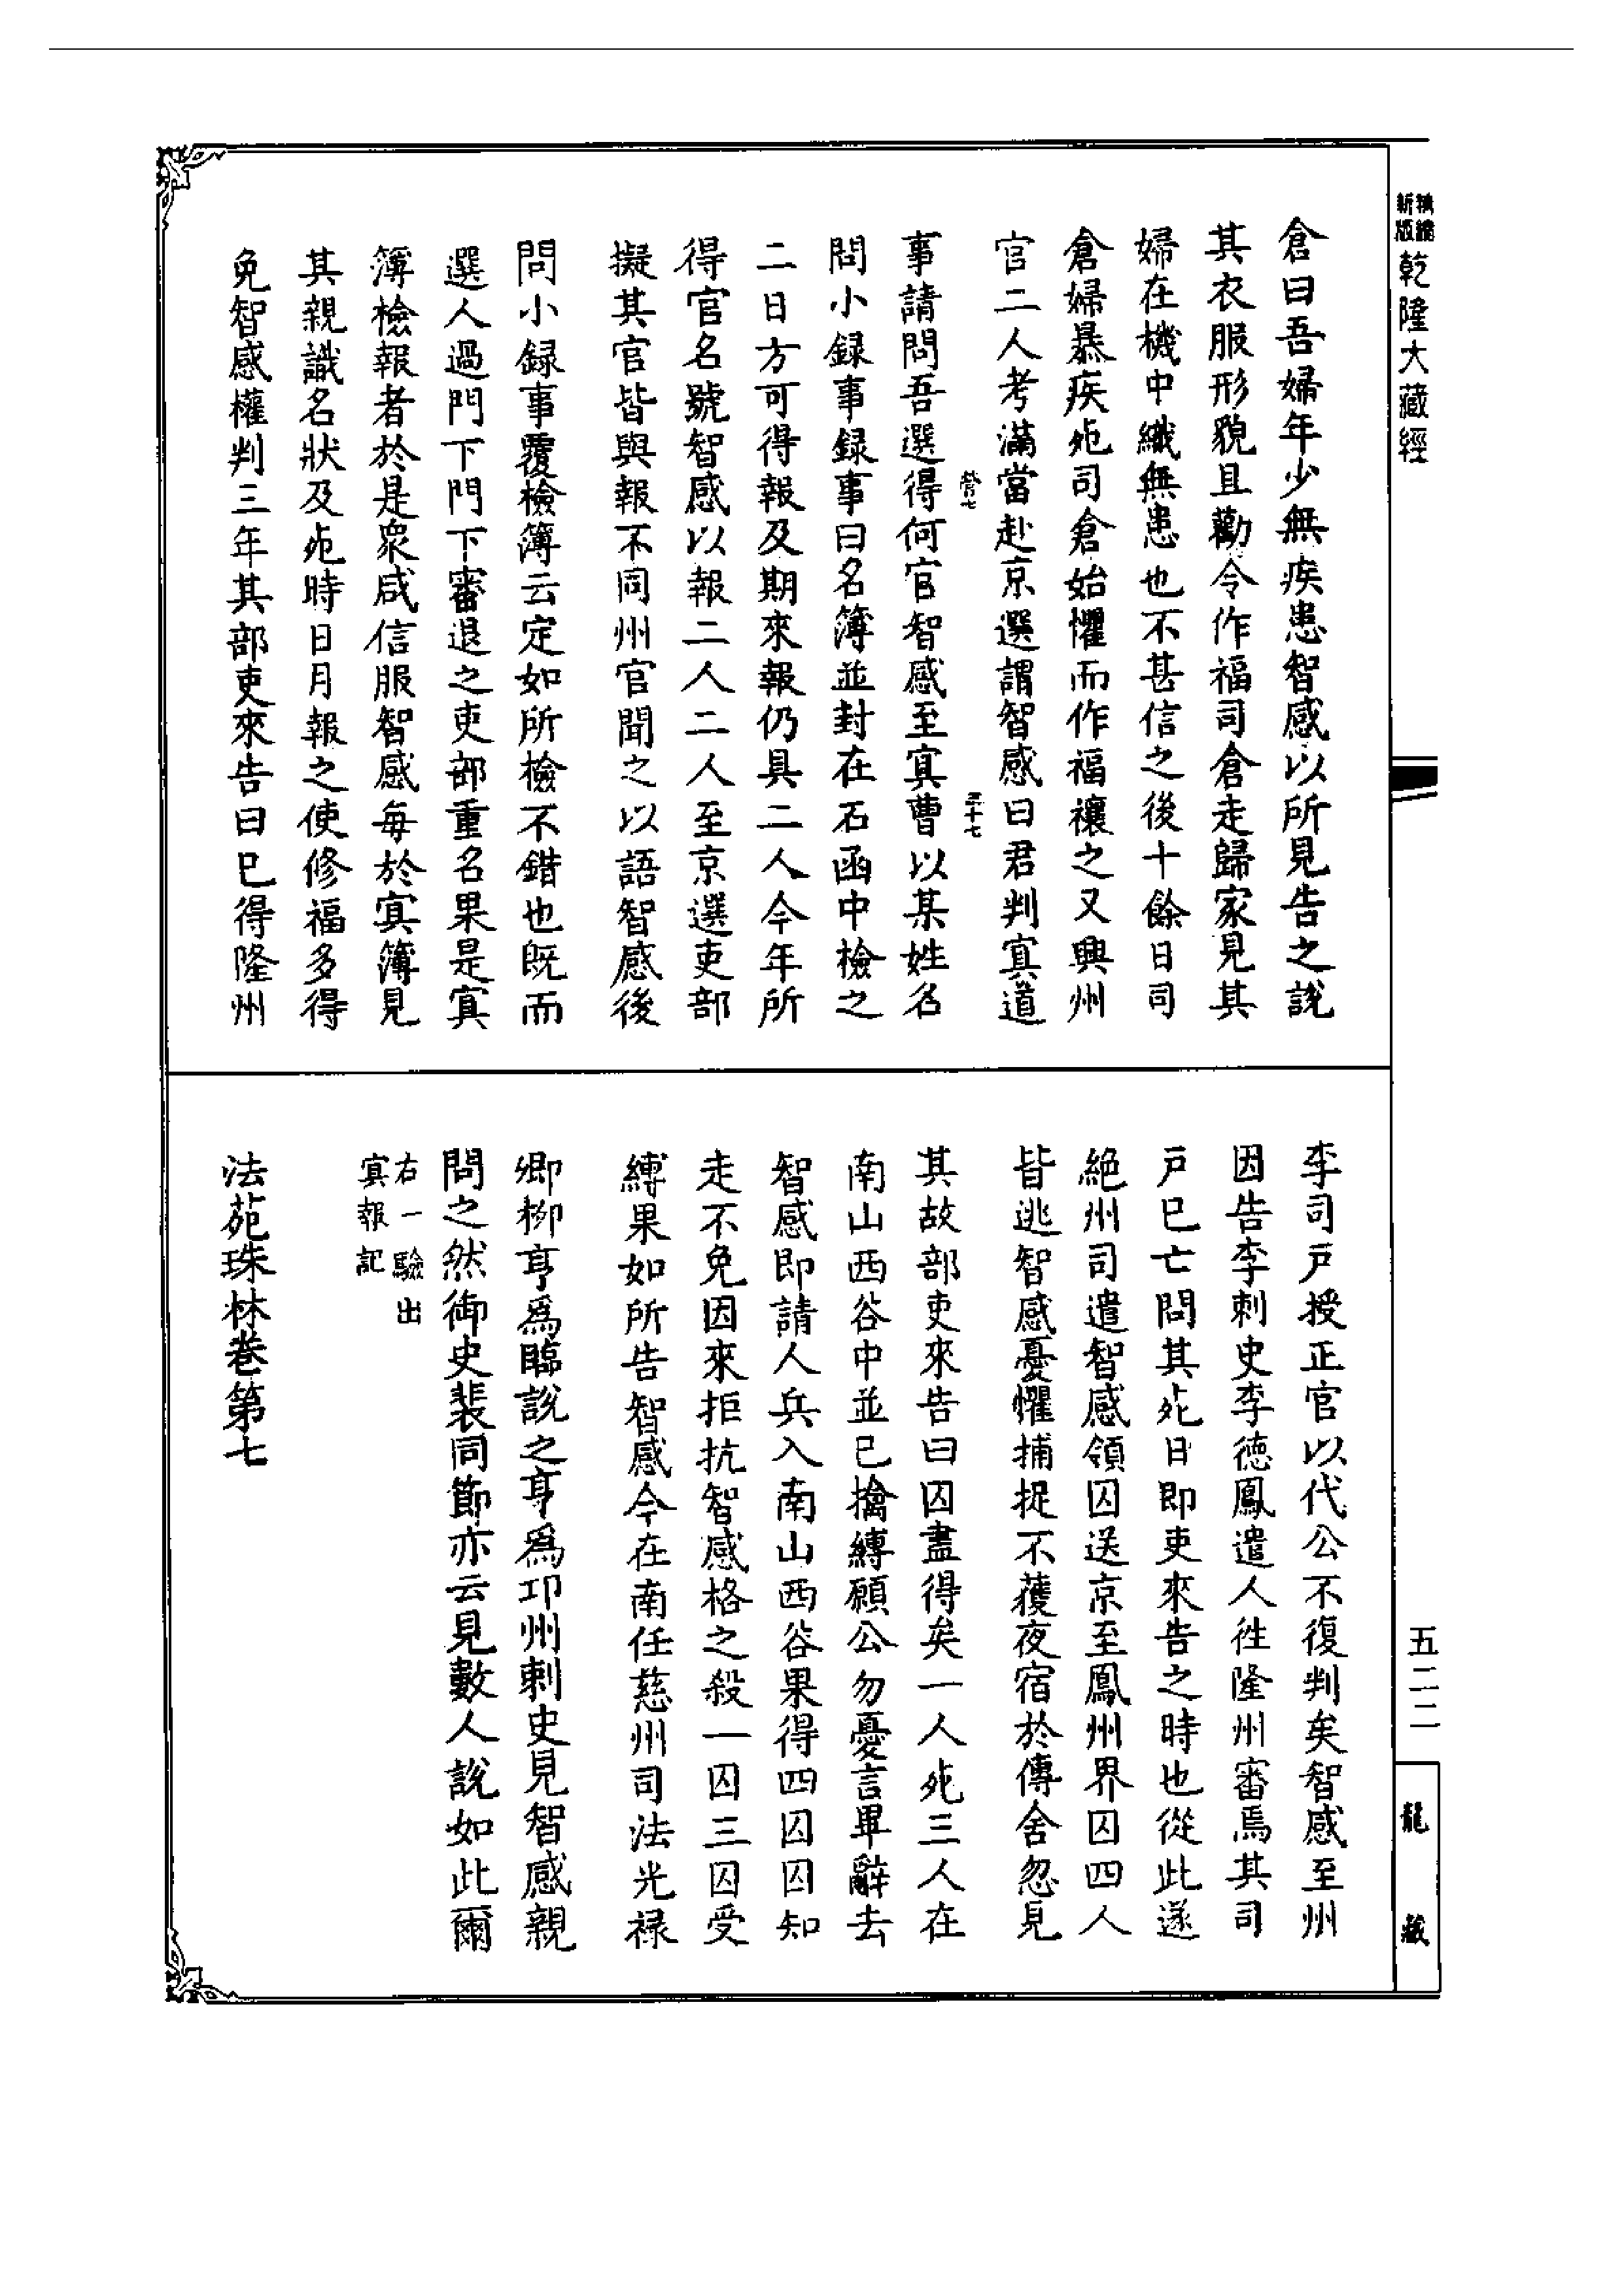 精縮新版乾隆大藏經
倉曰吾婦年少無疾患智感以所見告之說
其衣服形貌且勸令作福司倉走歸家見其
婦在機中織無患也不甚信之後十餘日司
倉婦暴疾死司倉始懼而作福禳之又興州
官二人考滿當赴京選謂智感曰君判冥道
營七
三十七
事請問吾選得何官智感至冥曹以某姓名
問小録事録事曰名簿並封在石函中檢之
二日方可得報及期來報仍具二人今年所
得官名號智感以報二人二人至京選吏部
擬其官皆與報不同州官聞之以語智感後
問小録事覆檢簿云定如所檢不錯也既而
選人過門下門下審退之吏部重名果是冥
簿檢報者於是衆咸信服智感每於冥簿見
其親識名狀及死時日月報之使修福多得
免智感權判三年其部吏來告曰已得隆州
李司戶授正官以代公不復判矣智感至州
因告李刺史李德鳳遣人往隆州審焉其司
戶已亡問其死日即吏來告之時也從此遂
絕州司遣智感領囚送京至鳳州界囚四人
皆逃智感憂懼捕捉不獲夜宿於傳舍忽見
其故部吏來告曰囚盡得矣一人死三人在
南山西谷中並已擒縛願公勿憂言畢辭去
智感即請人兵入南山西谷果得四囚囚知
走不免因來拒抗智感格之殺一囚三囚受
縛果如所告智感今在南任慈州司法光禄
卿柳亨爲臨說之亨爲卭州刺史見智感親
問之然御史裴同節亦云見數人說如此爾
右一驗出
冥報記
法苑珠林卷第七
五二二
龍藏